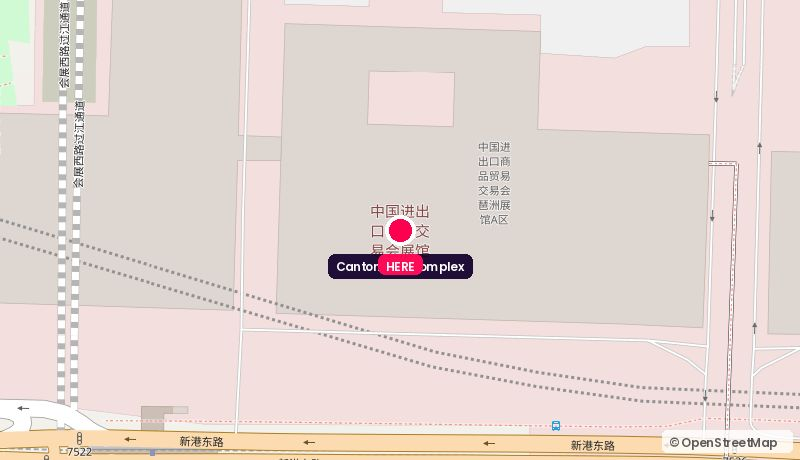 会展西路过江通道
会展西路过江通道
中国进
出口商
品贸易
交易会
琶洲展
馆A区
中国进出
口
交
易会展馆
HERE
Complex
新港东路
新港东路
7522
© OpenStreetMap